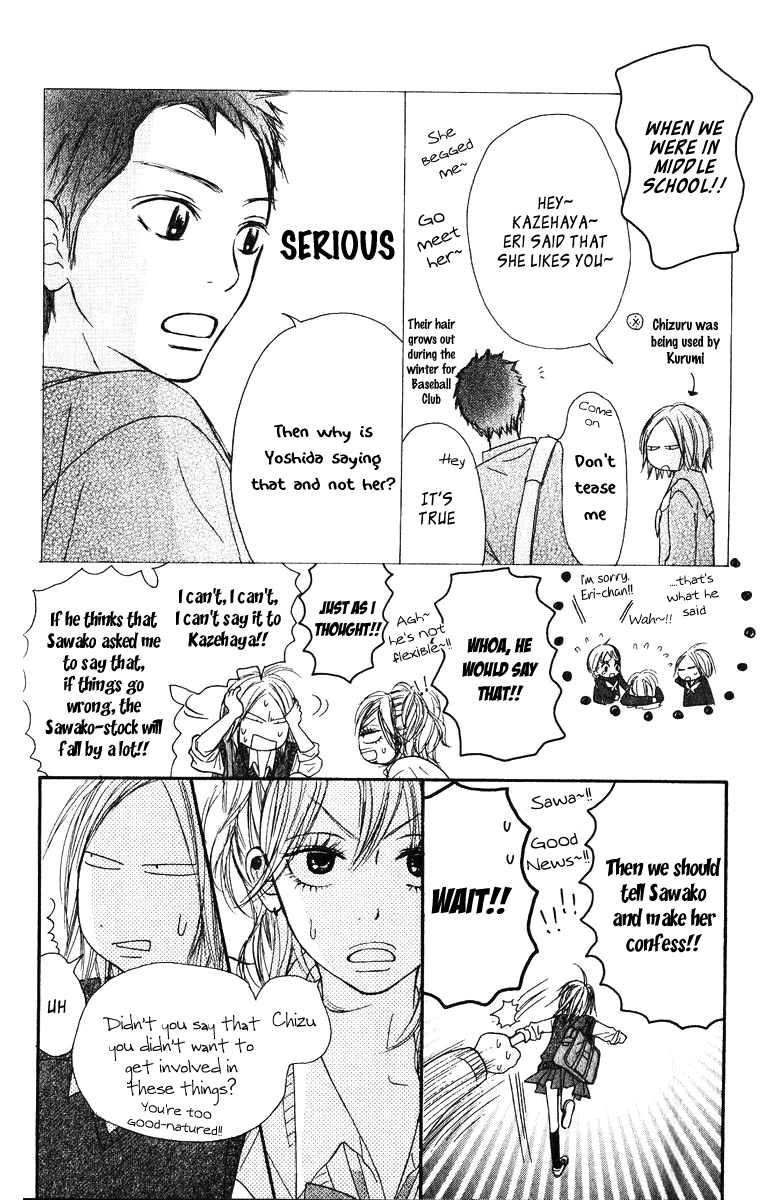 WHEN WE
WERE IN
MIDDLE
SCHOOL!!
HEY~
KAZEHAYA~
ERI SAID THAT
SHE LIKES YOU~
She
BEGGED
me~
GO
meet
her~
Chizuru was
being used by
Kurumi
Come
on
Don't
tease
me
Their hair
grows out
during the
winter for
Baseball
Club
Hey
IT'S
TRUE
SERIOUS
Then why is
Yoshida saying
that and not her?
....that's
what he
said
I'm sorry,
Eri-chan!!
Wah~!!
WHOA, HE
WOULD SAY
THAT!!
Agh~
he's not
flexible~!!
!!
JUST AS I
THOUGHT!!
I can't, I can't,
I can't say it to
Kazehaya!!
If he thinks that
Sawako asked me
to say that,
if things go
wrong, the
Sawako-stock will
fall by a lot!!
Then we should
tell Sawako
and make her
confess!!
Sawa~!!
Good
News~!!
!!!
WAIT!!
Chizu
Didn't you say that
you didn't want to
get involved in
these things?
You're too
Good-natured!!
UH